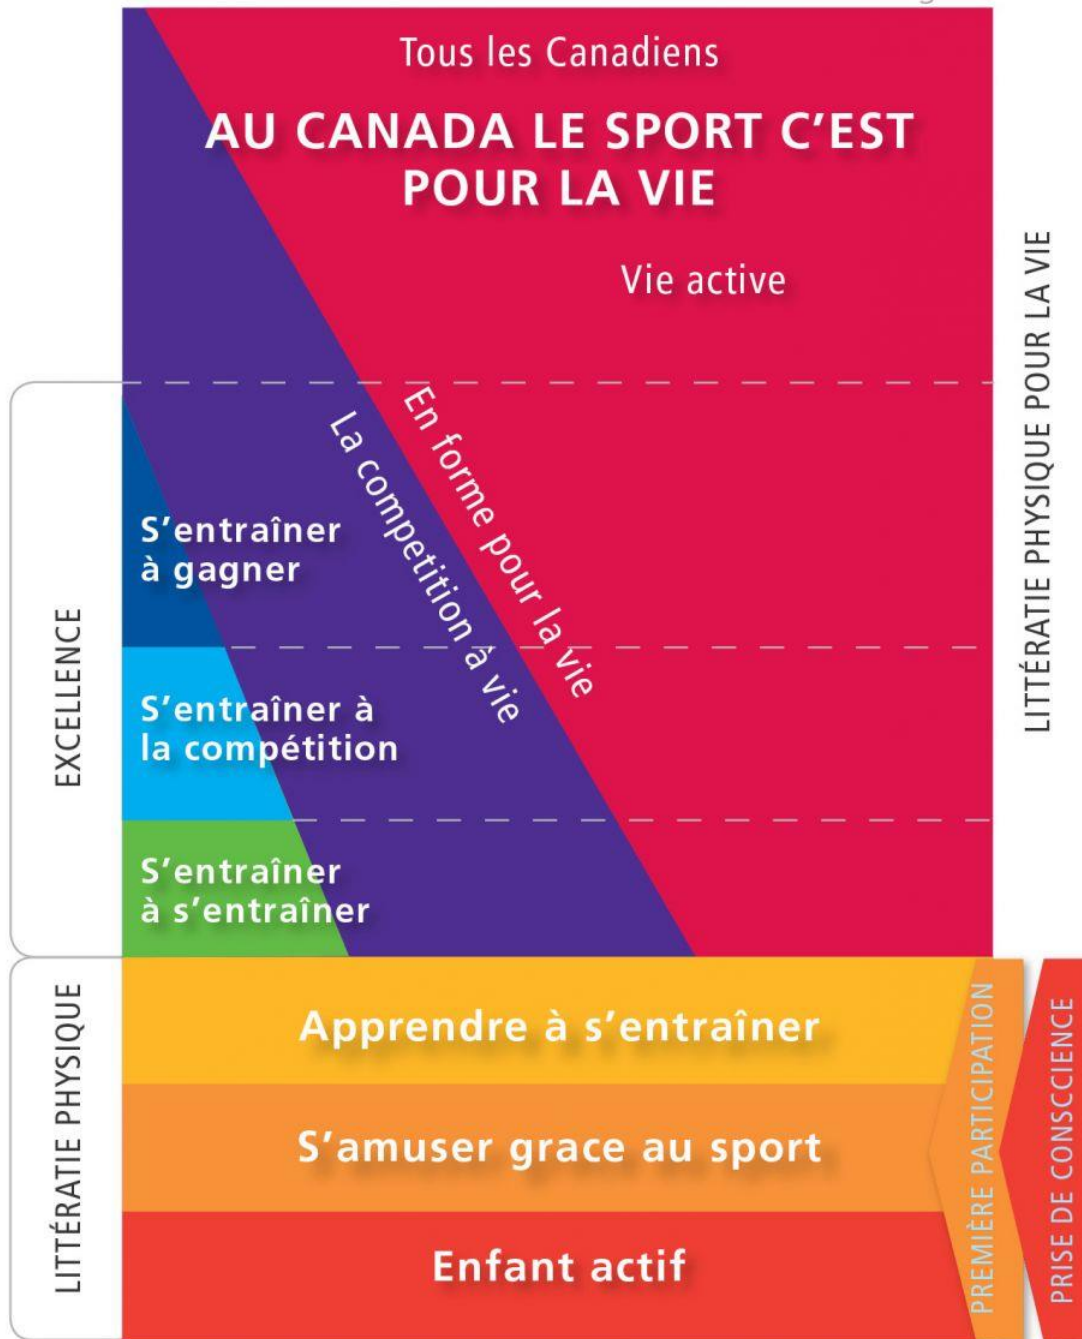 Tous les Canadiens
AU CANADA LE SPORT C'EST
POUR LA VIE
Vie active
En forme pour la vie
La competition à vie
S'entraîner
à gagner
S'entraîner à
la compétition
S'entraîner
à s'entraîner
EXCELLENCE
LITTÉRATIE PHYSIQUE POUR LA VIE
Apprendre à s'entraîner
S'amuser grace au sport
Enfant actif
LITTÉRATIE PHYSIQUE
PREMIÈRE PARTICIPATION
PRISE DE CONSCCIENCE